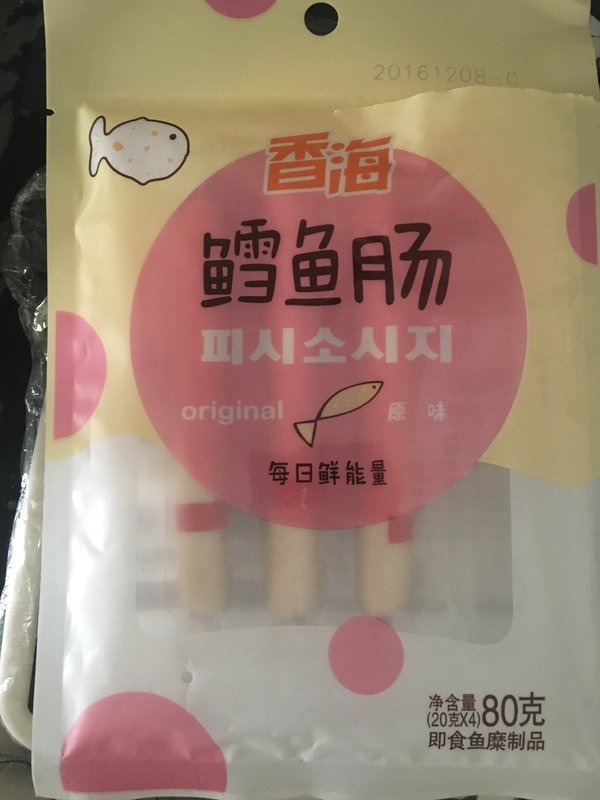 20161208-C
香海
鳕鱼肠
피시소시지
original 原味
每日鲜能量
净含量
(20克X4) 80克
即食鱼糜制品